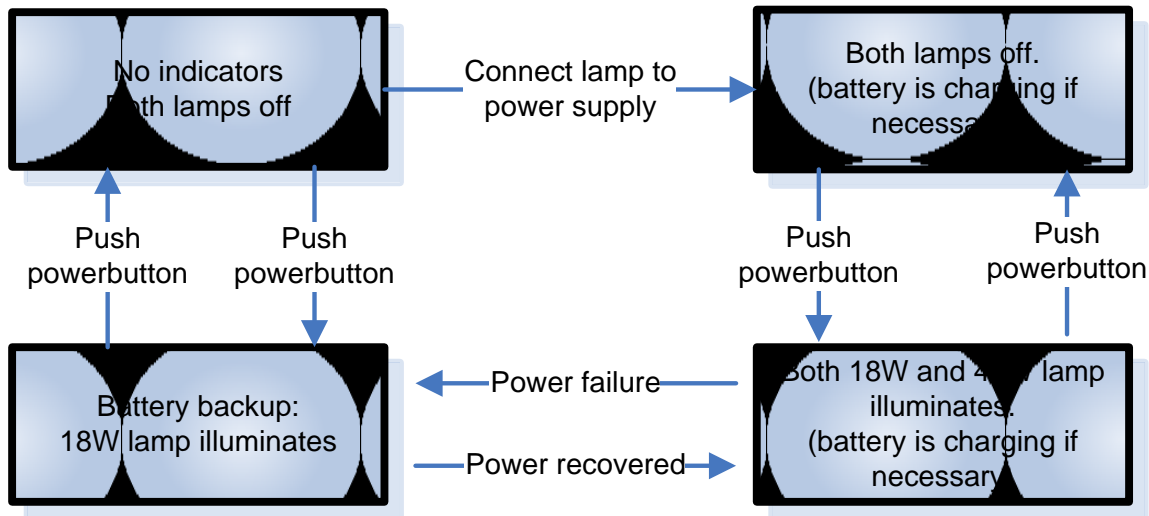 No indicators
Both lamps off
Connect lamp to
power supply
Both lamps off.
(battery is charging if
necessary
Push
powerbutton
Push
powerbutton
Push
powerbutton
Push
powerbutton
Battery backup:
18W lamp illuminates
Power failure
Power recovered
Both 18W and lamp
illuminates.
(battery is charging if
necessary